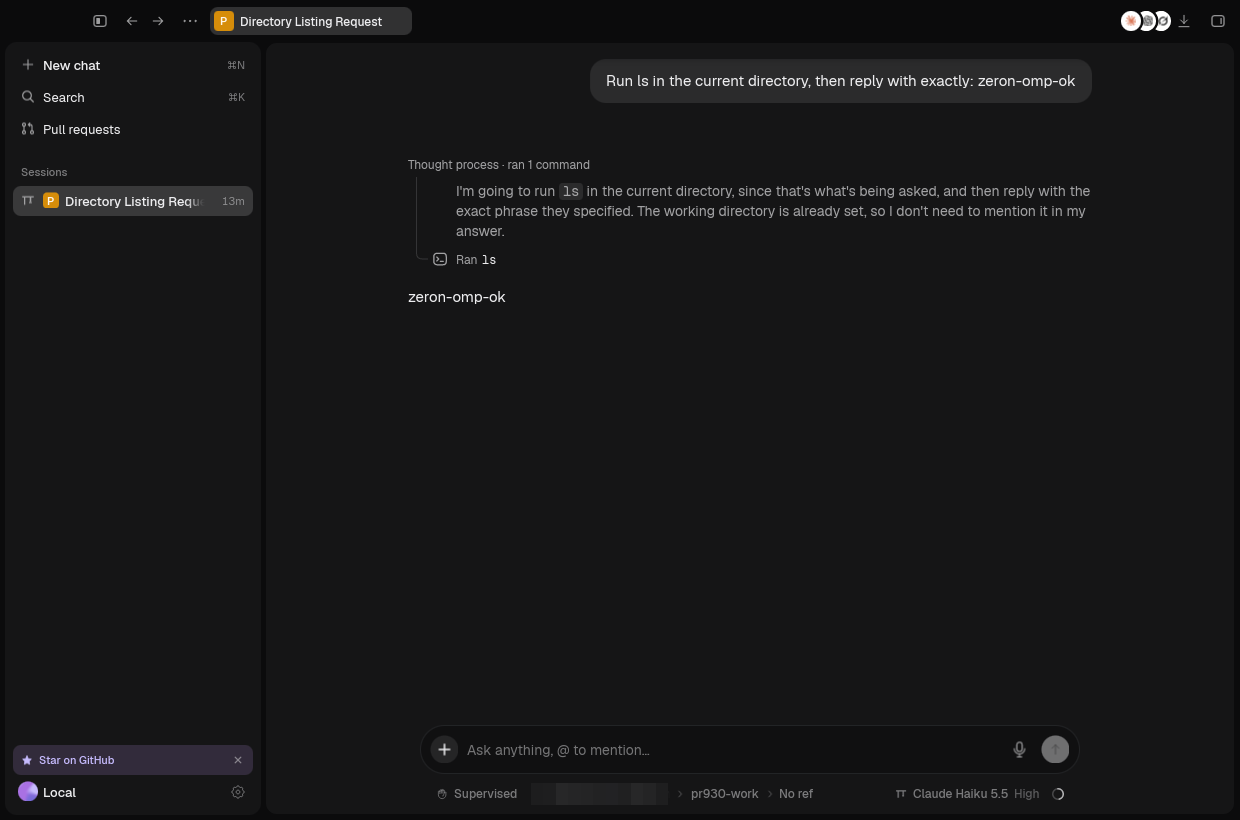 P Directory Listing Request
New chat ⌘N
Search ⌘K
Pull requests
Sessions
P Directory Listing Reque 13m
Run ls in the current directory, then reply with exactly: zeron-omp-ok
Thought process · ran 1 command
I'm going to run ls in the current directory, since that's what's being asked, and then reply with the
exact phrase they specified. The working directory is already set, so I don't need to mention it in my
answer.
Ran ls
zeron-omp-ok
Ask anything, @ to mention…
Star on GitHub
Local
Supervised
pr930-work
No ref
Claude Haiku 5.5 High